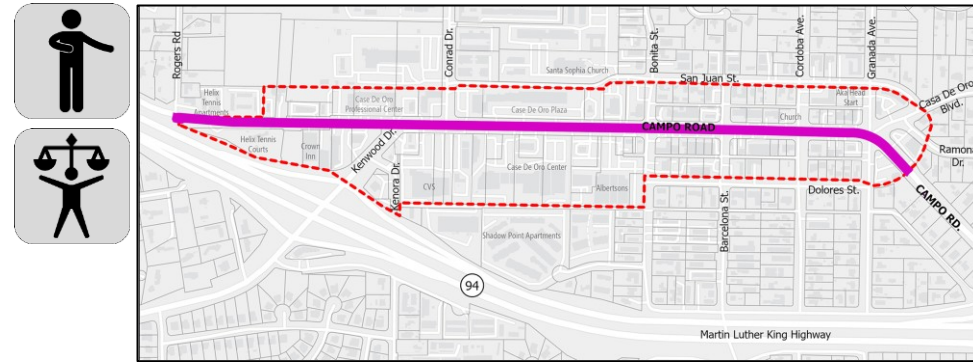 Rogers Rd
Conrad Dr.
Bonita St.
Cordoba Ave.
Granada Ave.
Santa Sophia Church
San Juan St.
Helix
Tennis
Apartments
Case De Oro
Professional Center
Case De Oro Plaza
Church
Aka Head
Start
Casa De Oro
Blvd.
CAMPO ROAD
Helix Tennis
Courts
Crown
Inn
Kenwood Dr.
Kenora Dr.
Case De Oro Center
CVS
Albertsons
Ramona
Dr.
Dolores St.
CAMPO RD.
Barcelona St.
Shadow Point Apartments
94
Martin Luther King Highway